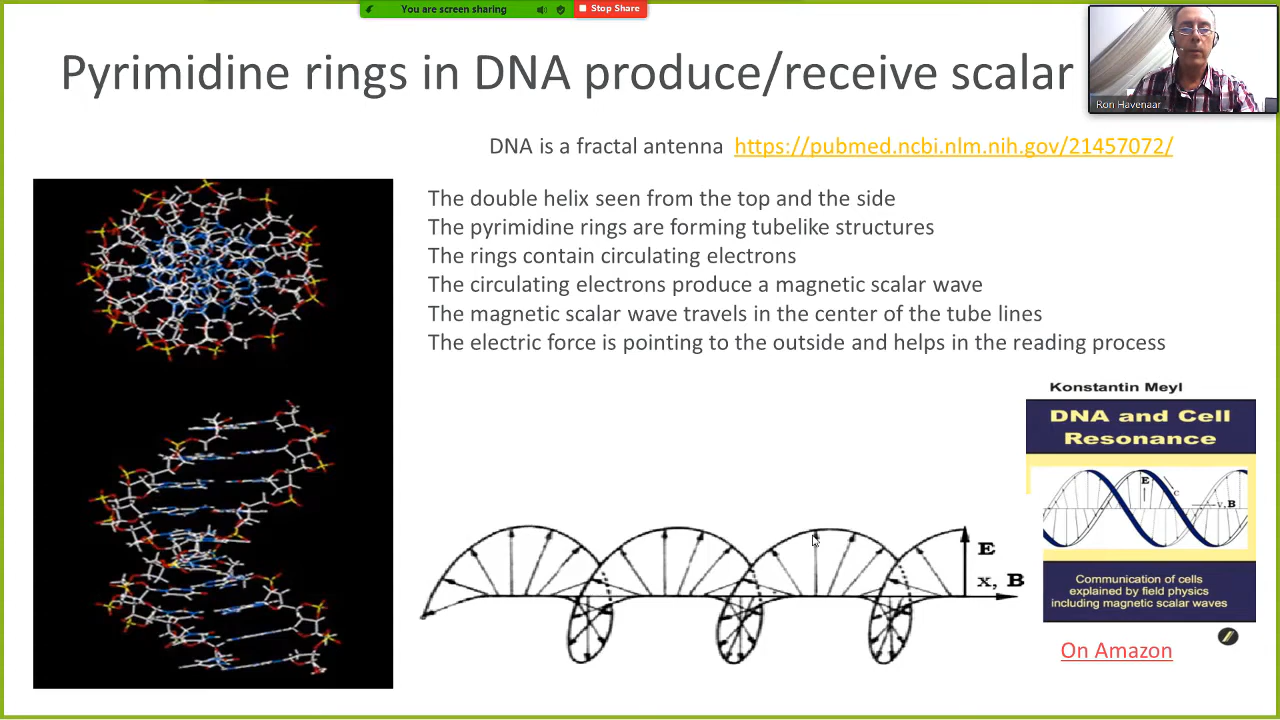 You are screen sharing
Stop Share
Pyrimidine rings in DNA produce/receive scalar
Ron Havenaar
DNA is a fractal antenna https://pubmed.ncbi.nlm.nih.gov/21457072/
The double helix seen from the top and the side
The pyrimidine rings are forming tubelike structures
The rings contain circulating electrons
The circulating electrons produce a magnetic scalar wave
The magnetic scalar wave travels in the center of the tube lines
The electric force is pointing to the outside and helps in the reading process
E
x, B
Konstantin Meyl
DNA and Cell
Resonance
E
c
v, B
Communication of cells
explained by field physics
including magnetic scalar waves
On Amazon